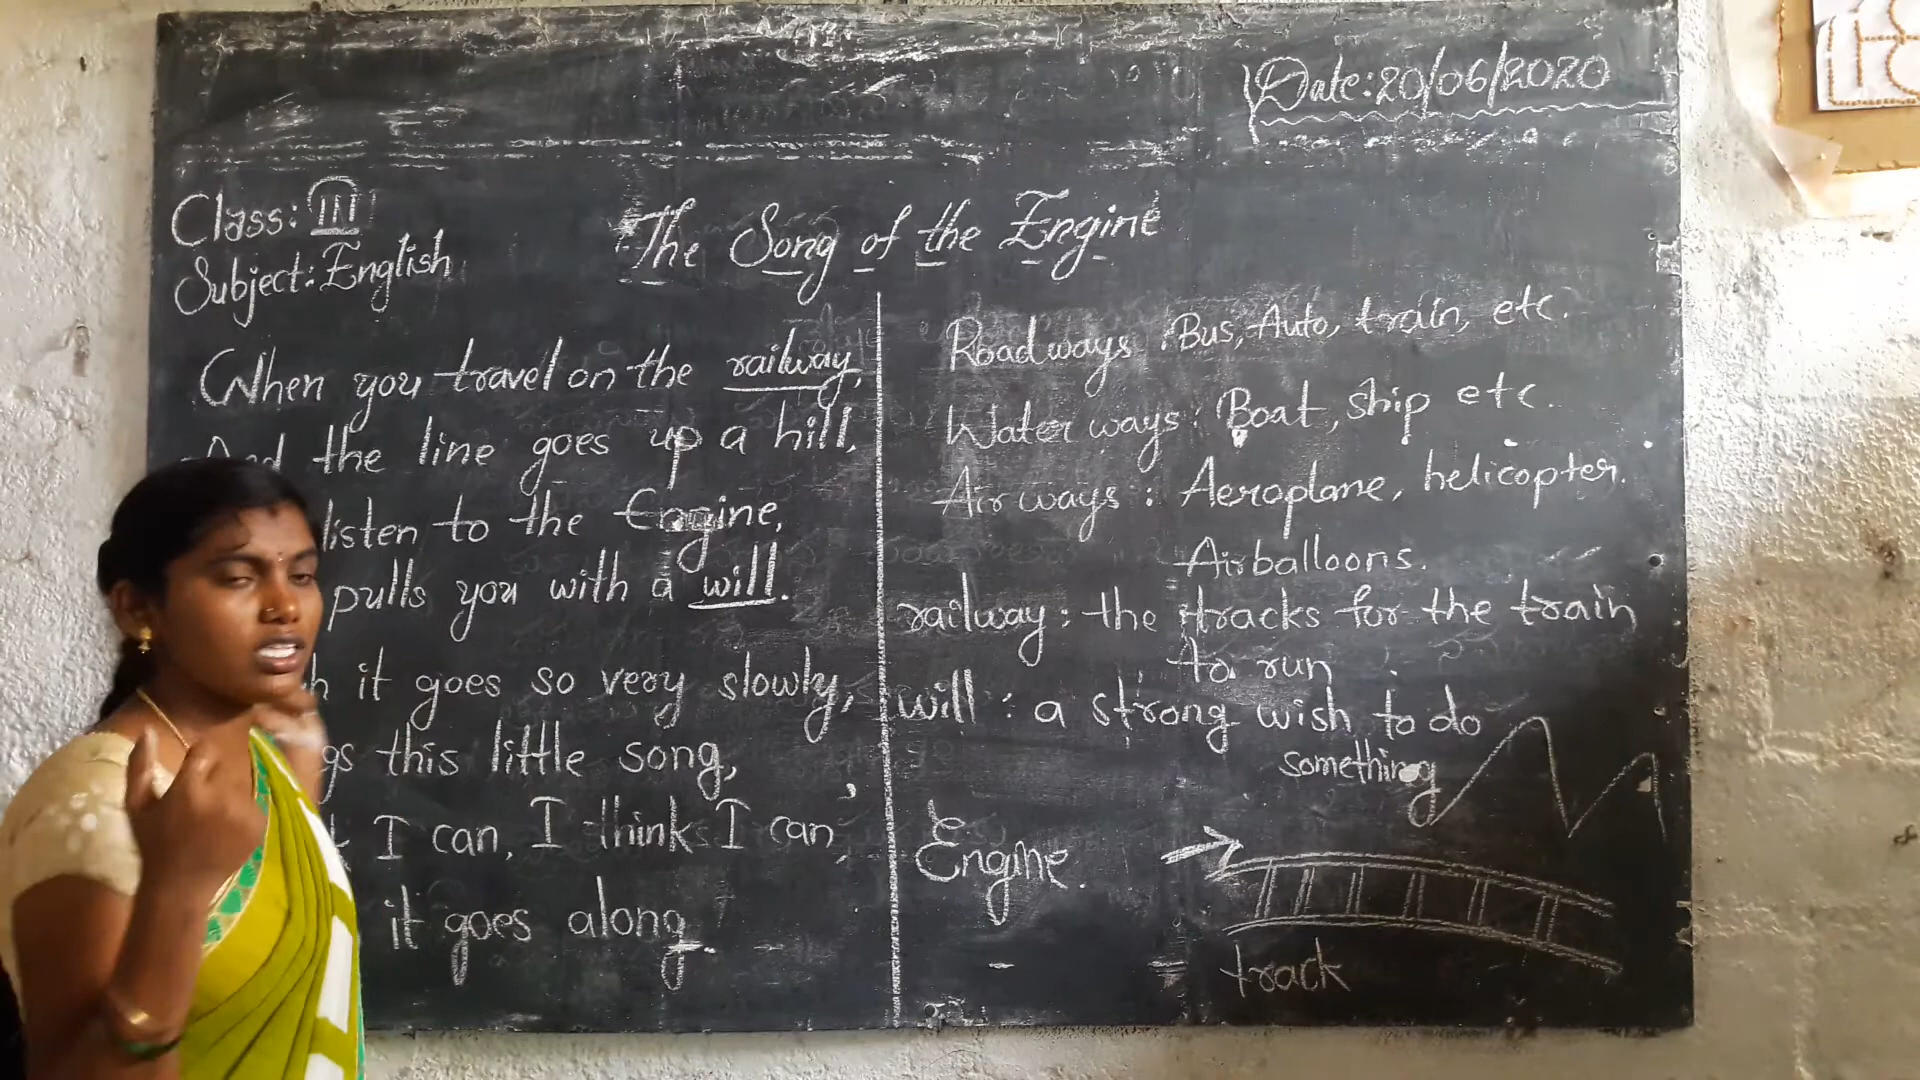 Date: 20/06/2020
Class: III
Subject: English
The Song of the Engine
When you travel on the railway,
And the line goes up a hill,
listen to the Engine,
pulls you with a will.
it goes so very slowly,
this little song,
I can, I think I can,
it goes along.
Roadways : Bus, Auto, train, etc.
Water ways : Boat, ship etc.
Air ways : Aeroplane, helicopter.
Airballoons.
railway : the tracks for the train
to run
will : a strong wish to do
something
Engine.
track